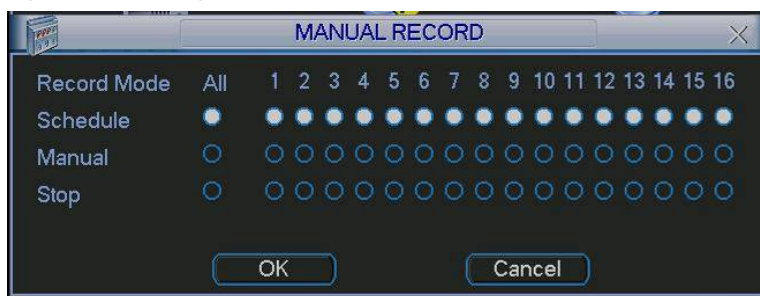 MANUAL RECORD
Record Mode All 1 2 3 4 5 6 7 8 9 10 11 12 13 14 15 16
Schedule
Manual
Stop
OK Cancel